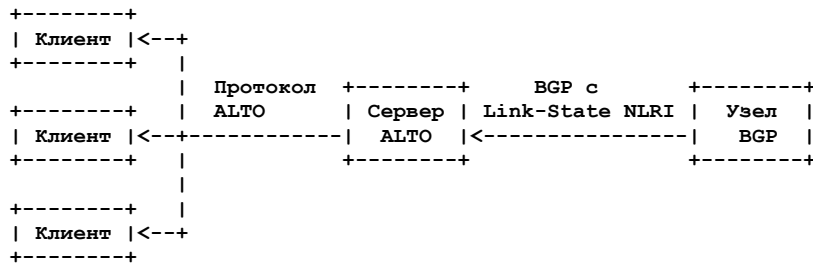 +--------+
| Клиент |<--+
+--------+   |
             |  Протокол  +--------+     BGP с          +--------+
+--------+   |  ALTO      | Сервер | Link-State NLRI |  Узел  |
| Клиент |<--+------------|  ALTO  |<----------------|   BGP  |
+--------+   |            +--------+                 +--------+
             |
+--------+   |
| Клиент |<--+
+--------+